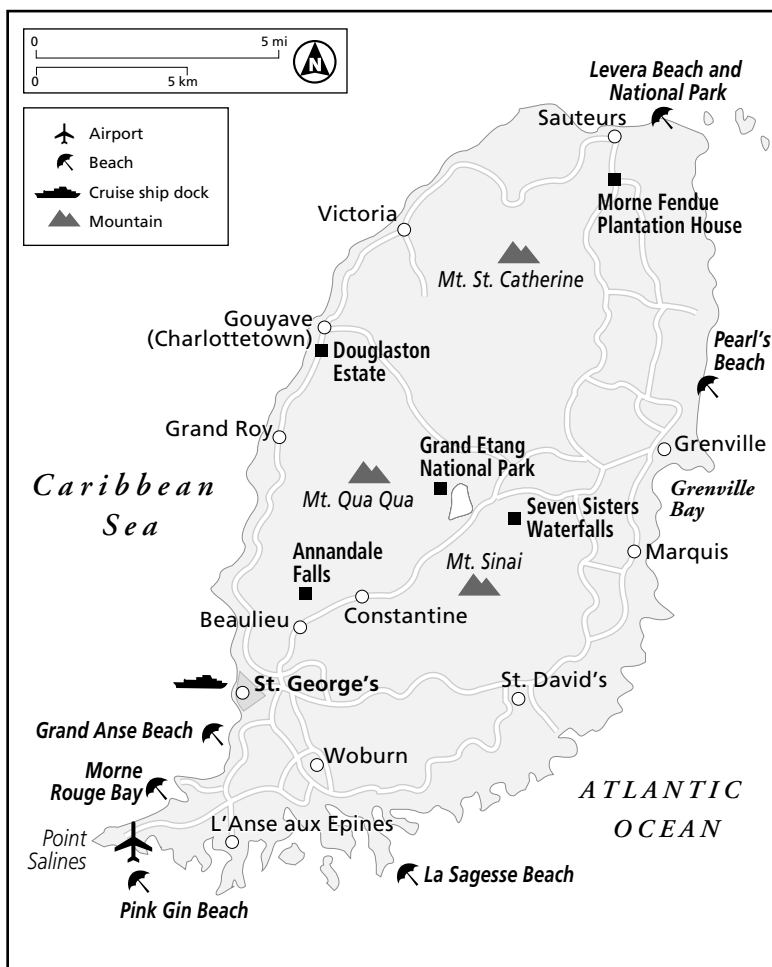 0 5 mi
0 5 km
N
Airport
Beach
Cruise ship dock
Mountain
Levera Beach and
National Park
Sauteurs
Morne Fendue
Plantation House
Victoria
Mt. St. Catherine
Gouyave
(Charlottetown)
Douglaston
Estate
Pearl's
Beach
Grand Roy
Grenville
Grand Etang
National Park
Caribbean
Sea
Mt. Qua Qua
Grenville
Bay
Seven Sisters
Waterfalls
Marquis
Mt. Sinai
Annandale
Falls
Constantine
Beaulieu
St. George's
St. David's
Grand Anse Beach
Woburn
Morne
Rouge Bay
ATLANTIC
OCEAN
L'Anse aux Epines
Point
Salines
La Sagesse Beach
Pink Gin Beach